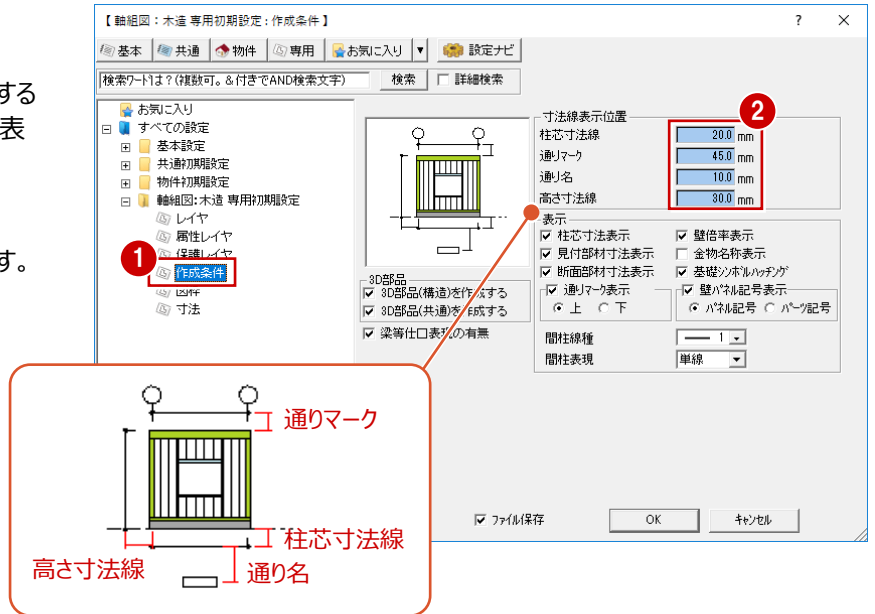 する
表
す。
【 軸組図：木造 専用初期設定 : 作成条件 】 ? ×
基本 共通 物件 専用 お気に入り ▼ 設定ナビ
検索ワードは？(複数可。＆付きでAND検索文字) 検索 詳細検索
お気に入り
すべての設定
基本設定
共通初期設定
物件初期設定
軸組図：木造 専用初期設定
レイヤ
属性レイヤ
保護レイヤ
1
作成条件
図枠
寸法
3D部品
3D部品(構造)を作成する
3D部品(共通)を作成する
梁等仕口表現の有無
寸法線表示位置
2
柱芯寸法線 20.0 mm
通りマーク 45.0 mm
通り名 10.0 mm
高さ寸法線 30.0 mm
表示
柱芯寸法表示 壁倍率表示
見付部材寸法表示 金物名称表示
断面部材寸法表示 基礎シンボルハッチング
通りマーク表示 壁パネル記号表示
上 下 パネル記号 パーツ記号
間柱線種 1
間柱表現 単線
ファイル保存 OK キャンセル
通りマーク
柱芯寸法線
高さ寸法線
通り名